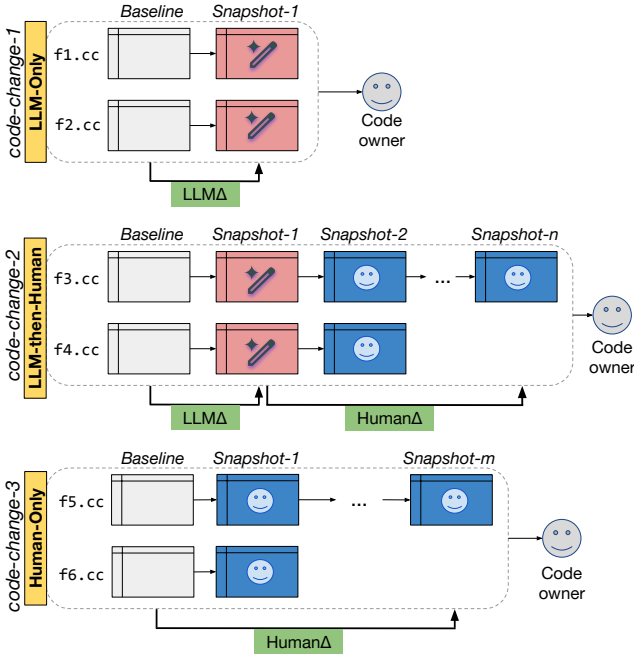 code-change-1
LLM-Only
Baseline Snapshot-1
f1.cc
f2.cc
Code
owner
LLMΔ
code-change-2
LLM-then-Human
Baseline Snapshot-1 Snapshot-2 Snapshot-n
f3.cc
...
f4.cc
Code
owner
LLMΔ HumanΔ
code-change-3
Human-Only
Baseline Snapshot-1 Snapshot-m
f5.cc
...
f6.cc
Code
owner
HumanΔ